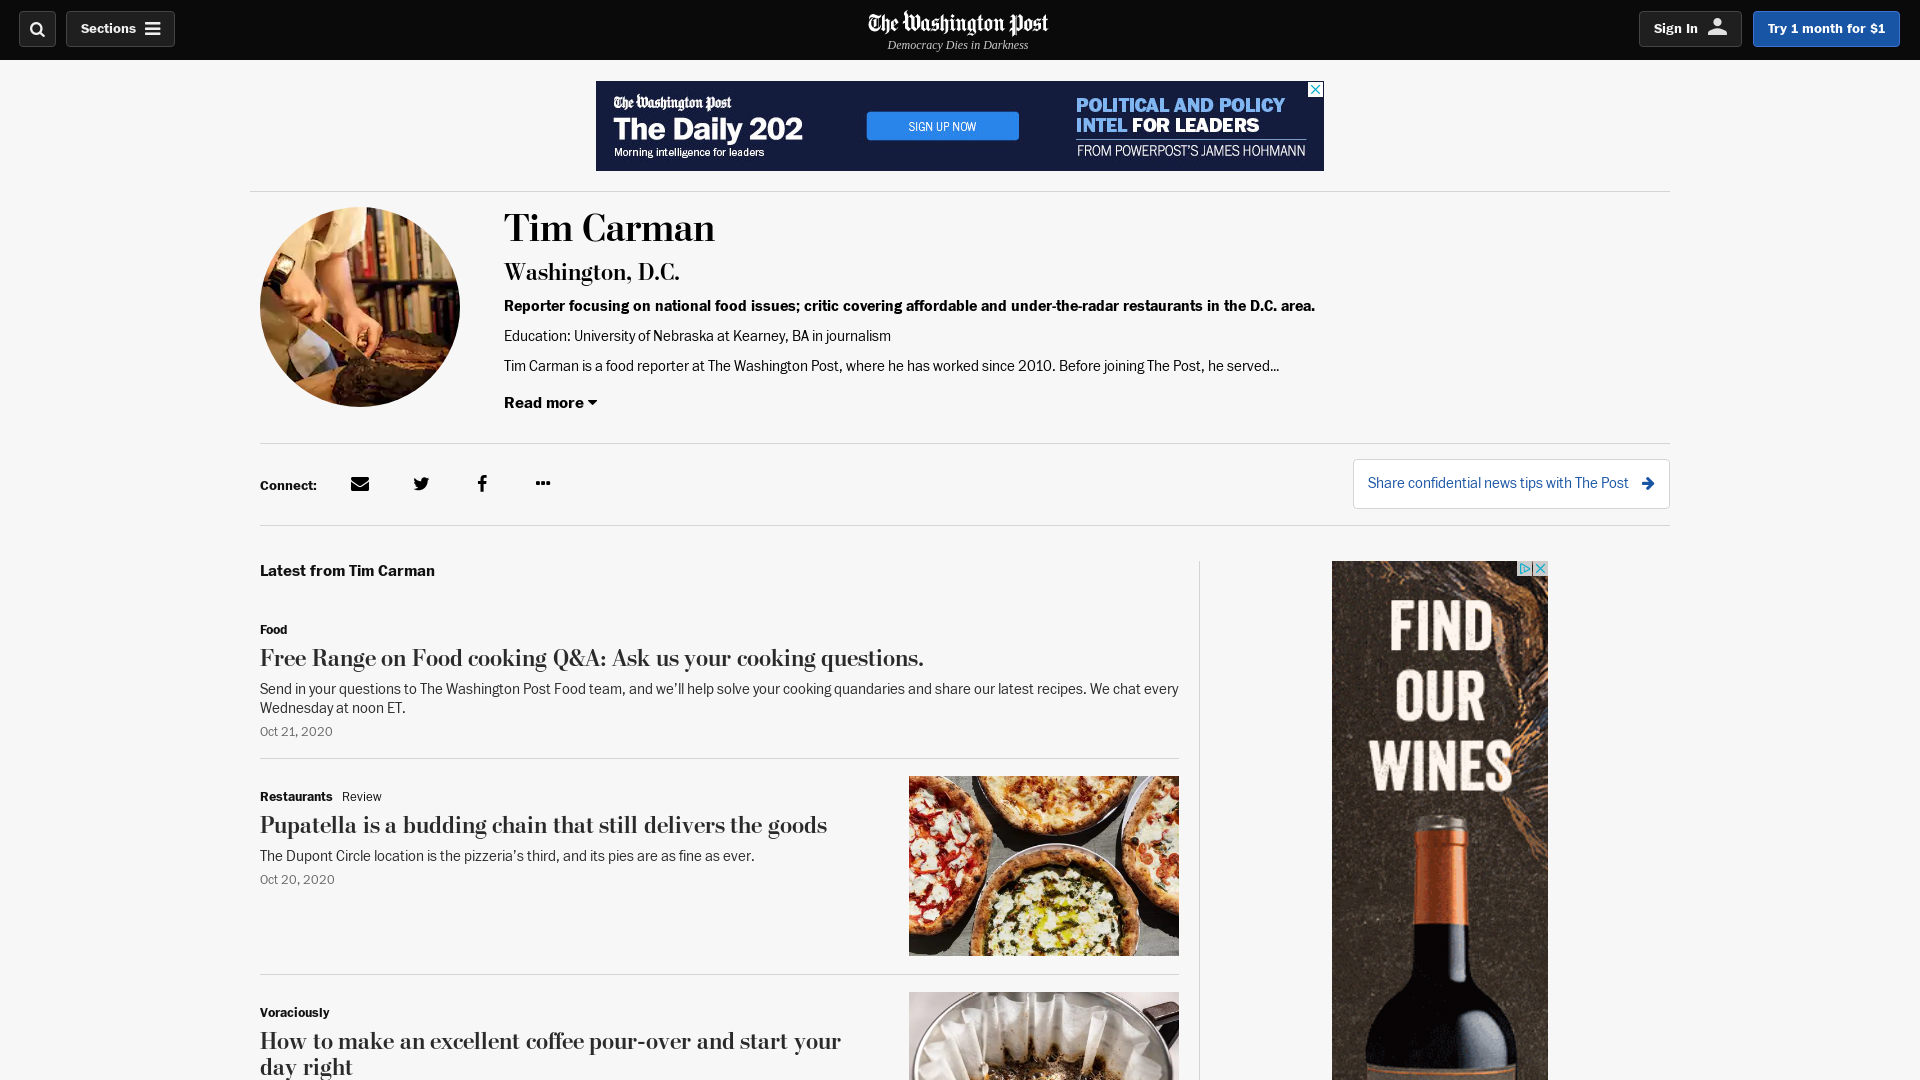 Sections
The Washington Post
Democracy Dies in Darkness
Sign In
Try 1 month for $1
The Washington Post
The Daily 202
Morning intelligence for leaders
SIGN UP NOW
POLITICAL AND POLICY
INTEL FOR LEADERS
FROM POWERPOST'S JAMES HOHMANN
Tim Carman
Washington, D.C.
Reporter focusing on national food issues; critic covering affordable and under-the-radar restaurants in the D.C. area.
Education: University of Nebraska at Kearney, BA in journalism
Tim Carman is a food reporter at The Washington Post, where he has worked since 2010. Before joining The Post, he served...
Read more
Connect:
Share confidential news tips with The Post
Latest from Tim Carman
Food
Free Range on Food cooking Q&A: Ask us your cooking questions.
Send in your questions to The Washington Post Food team, and we'll help solve your cooking quandaries and share our latest recipes. We chat every
Wednesday at noon ET.
Oct 21, 2020
Restaurants Review
Pupatella is a budding chain that still delivers the goods
The Dupont Circle location is the pizzeria's third, and its pies are as fine as ever.
Oct 20, 2020
Voraciously
How to make an excellent coffee pour-over and start your
day right
FIND
OUR
WINES